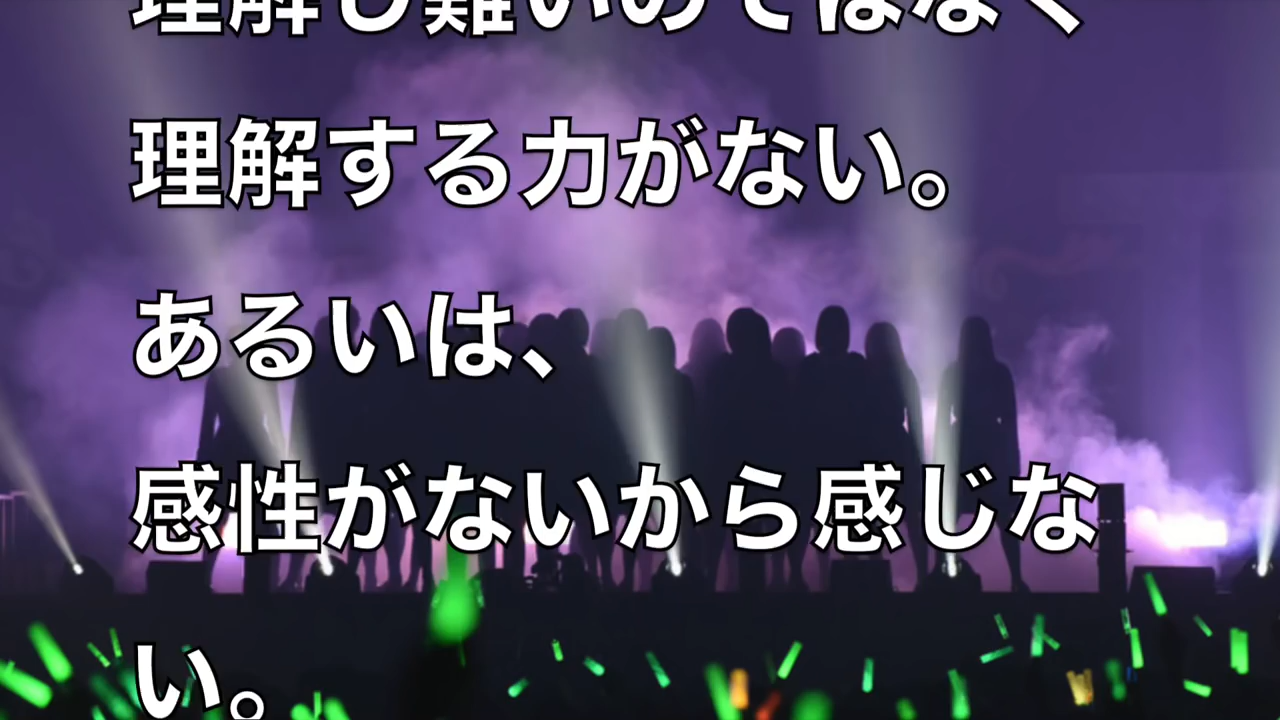 理解し難いのではなく
理解する力がない。
あるいは、
感性がないから感じな
い。